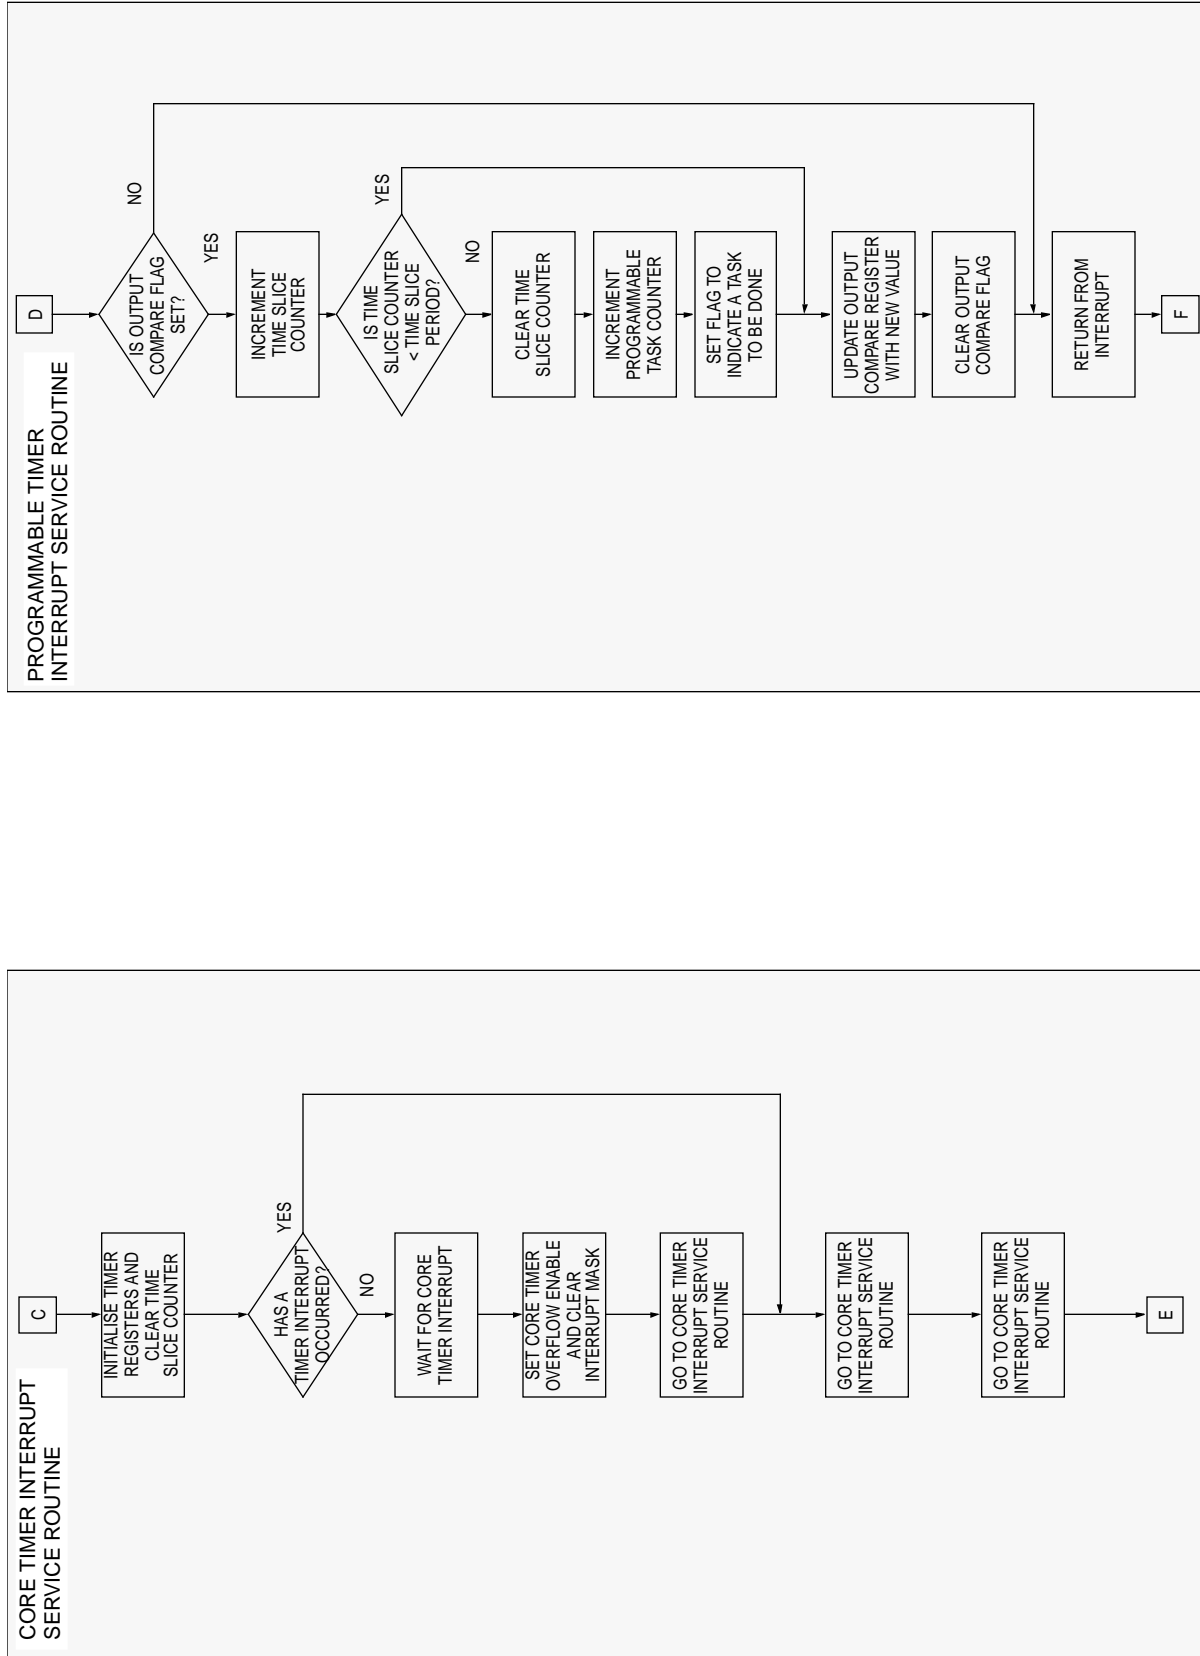 CORE TIMER INTERRUPT
SERVICE ROUTINE
C
INITIALISE TIMER
REGISTERS AND
CLEAR TIME
SLICE COUNTER
HAS A
TIMER INTERRUPT
OCCURRED?
YES
NO
WAIT FOR CORE
TIMER INTERRUPT
SET CORE TIMER
OVERFLOW ENABLE
AND CLEAR
INTERRUPT MASK
GO TO CORE TIMER
INTERRUPT SERVICE
ROUTINE
GO TO CORE TIMER
INTERRUPT SERVICE
ROUTINE
GO TO CORE TIMER
INTERRUPT SERVICE
ROUTINE
E
PROGRAMMABLE TIMER
INTERRUPT SERVICE ROUTINE
D
IS OUTPUT
COMPARE FLAG
SET?
NO
YES
INCREMENT
TIME SLICE
COUNTER
IS TIME
SLICE COUNTER
< TIME SLICE
PERIOD?
YES
NO
CLEAR TIME
SLICE COUNTER
INCREMENT
PROGRAMMABLE
TASK COUNTER
SET FLAG TO
INDICATE A TASK
TO BE DONE
UPDATE OUTPUT
COMPARE REGISTER
WITH NEW VALUE
CLEAR OUTPUT
COMPARE FLAG
RETURN FROM
INTERRUPT
F